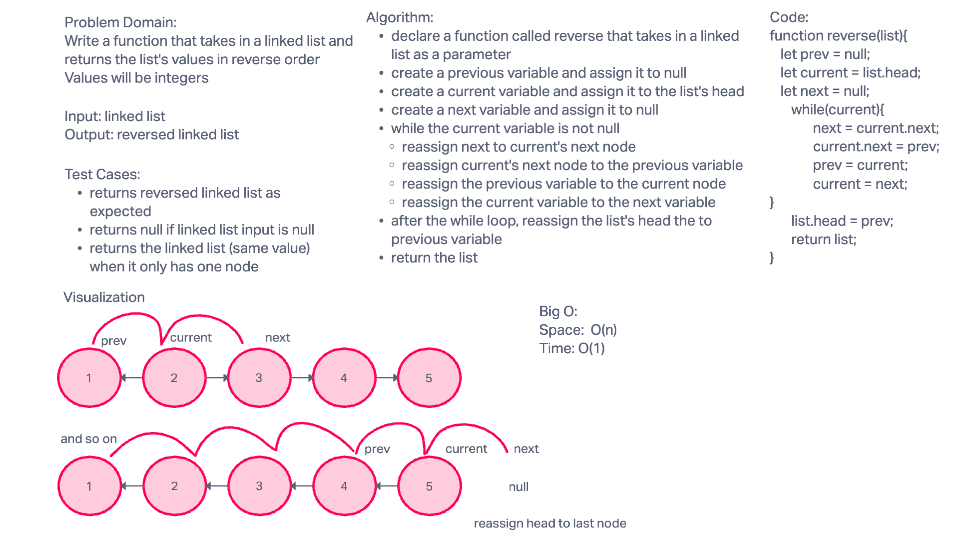 Problem Domain:
Write a function that takes in a linked list and
returns the list's values in reverse order
Values will be integers
Input: linked list
Output: reversed linked list
Test Cases:
• returns reversed linked list as
expected
• returns null if linked list input is null
• returns the linked list (same value)
when it only has one node
Algorithm:
• declare a function called reverse that takes in a linked
list as a parameter
• create a previous variable and assign it to null
• create a current variable and assign it to the list's head
• create a next variable and assign it to null
• while the current variable is not null
◦ reassign next to current's next node
◦ reassign current's next node to the previous variable
◦ reassign the previous variable to the current node
◦ reassign the current variable to the next variable
• after the while loop, reassign the list's head the to
previous variable
• return the list
Code:
function reverse(list){
let prev = null;
let current = list.head;
let next = null;
while(current){
next = current.next;
current.next = prev;
prev = current;
current = next;
}
list.head = prev;
return list;
}
Visualization
prev current next
1 2 3 4 5
and so on prev current next
1 2 3 4 5 null
reassign head to last node
Big O:
Space: O(n)
Time: O(1)